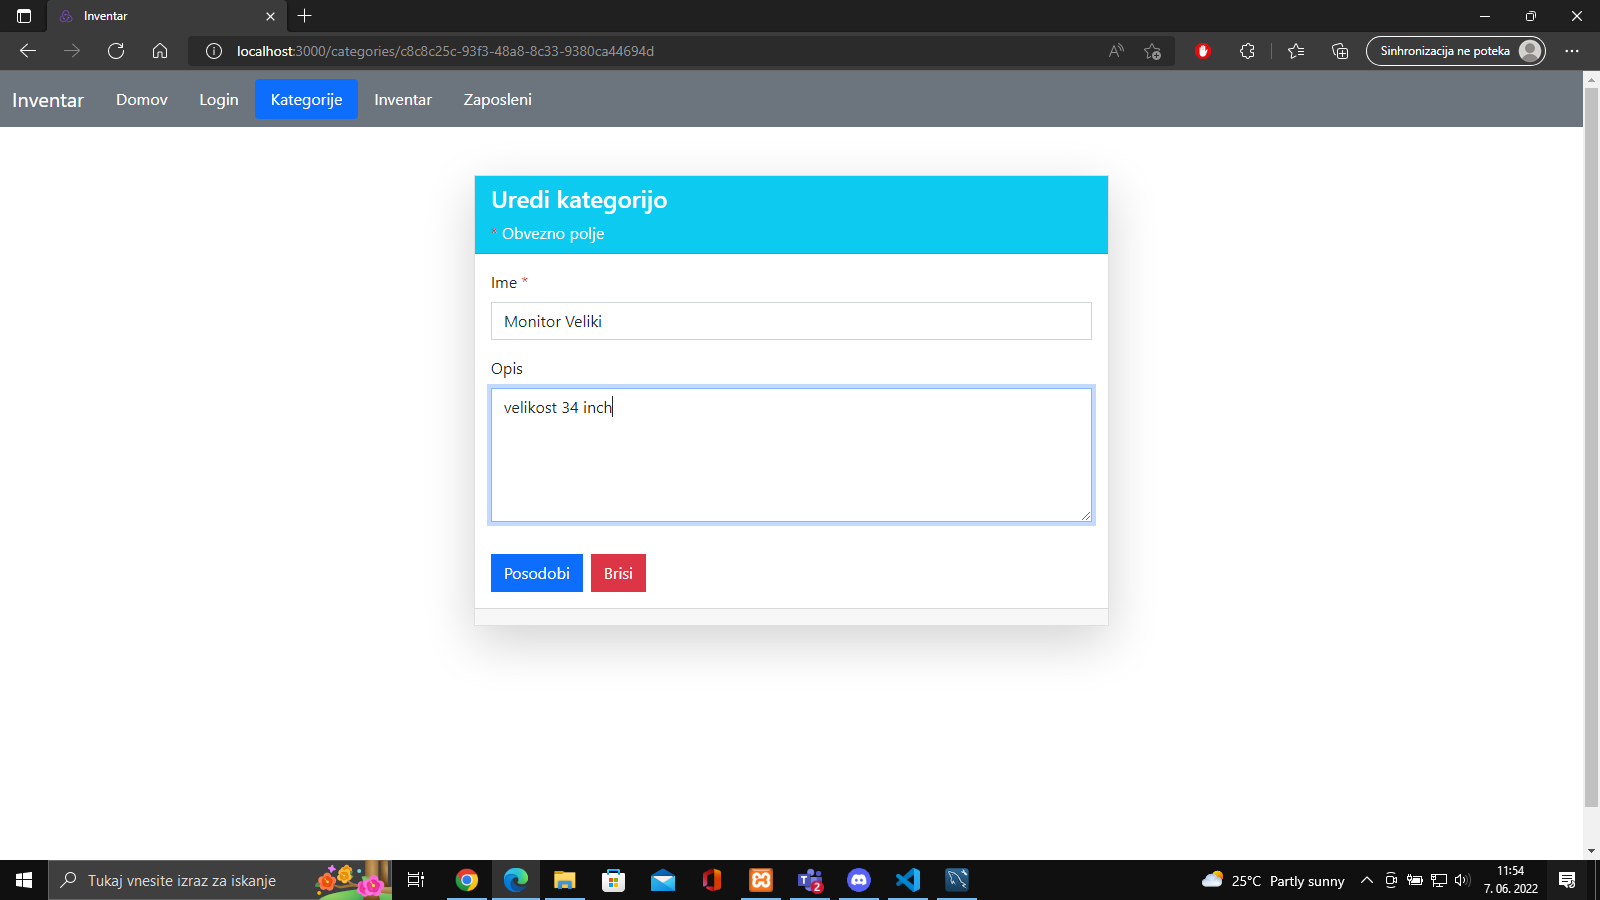 Inventar
localhost:3000/categories/c8c8c25c-93f3-48a8-8c33-9380ca44694d
Sinhronizacija ne poteka
Inventar Domov Login Kategorije Inventar Zaposleni
Uredi kategorijo
* Obvezno polje
Ime *
Monitor Veliki
Opis
velikost 34 inch
Posodobi Brisi
Tukaj vnesite izraz za iskanje
2
25°C Partly sunny
11:54
7. 06. 2022